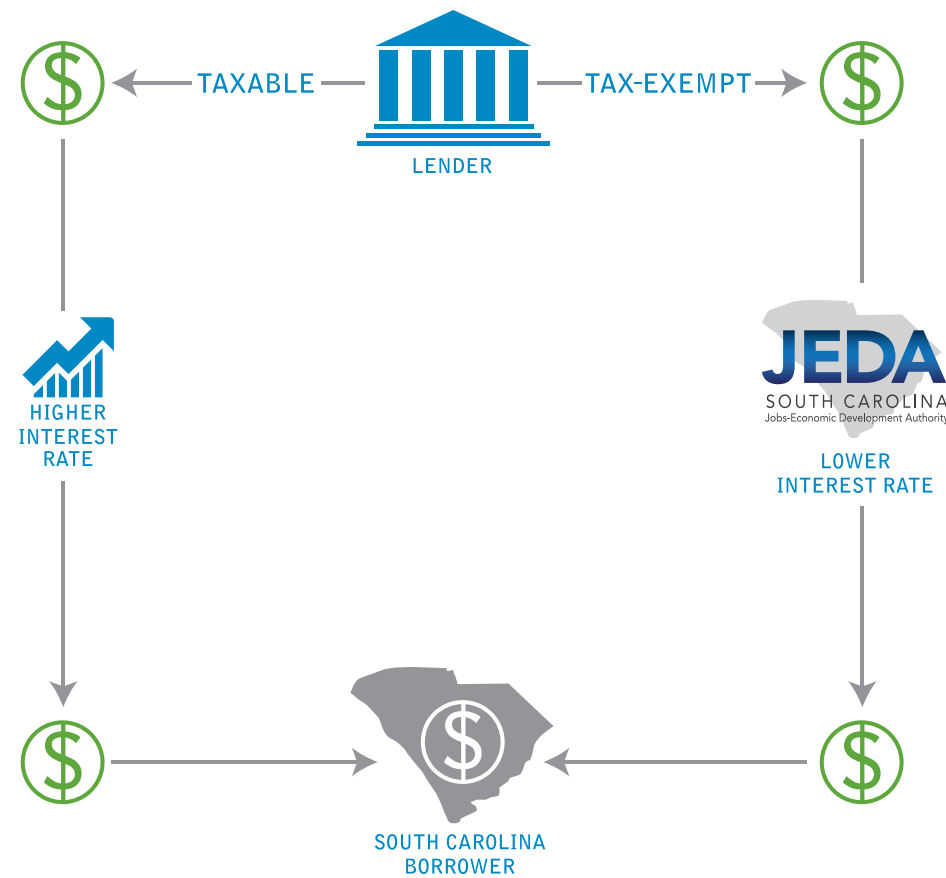 TAXABLE
TAX-EXEMPT
LENDER
HIGHER
INTEREST
RATE
JEDA
SOUTH CAROLINA
Jobs-Economic Development Authority
LOWER
INTEREST RATE
SOUTH CAROLINA
BORROWER